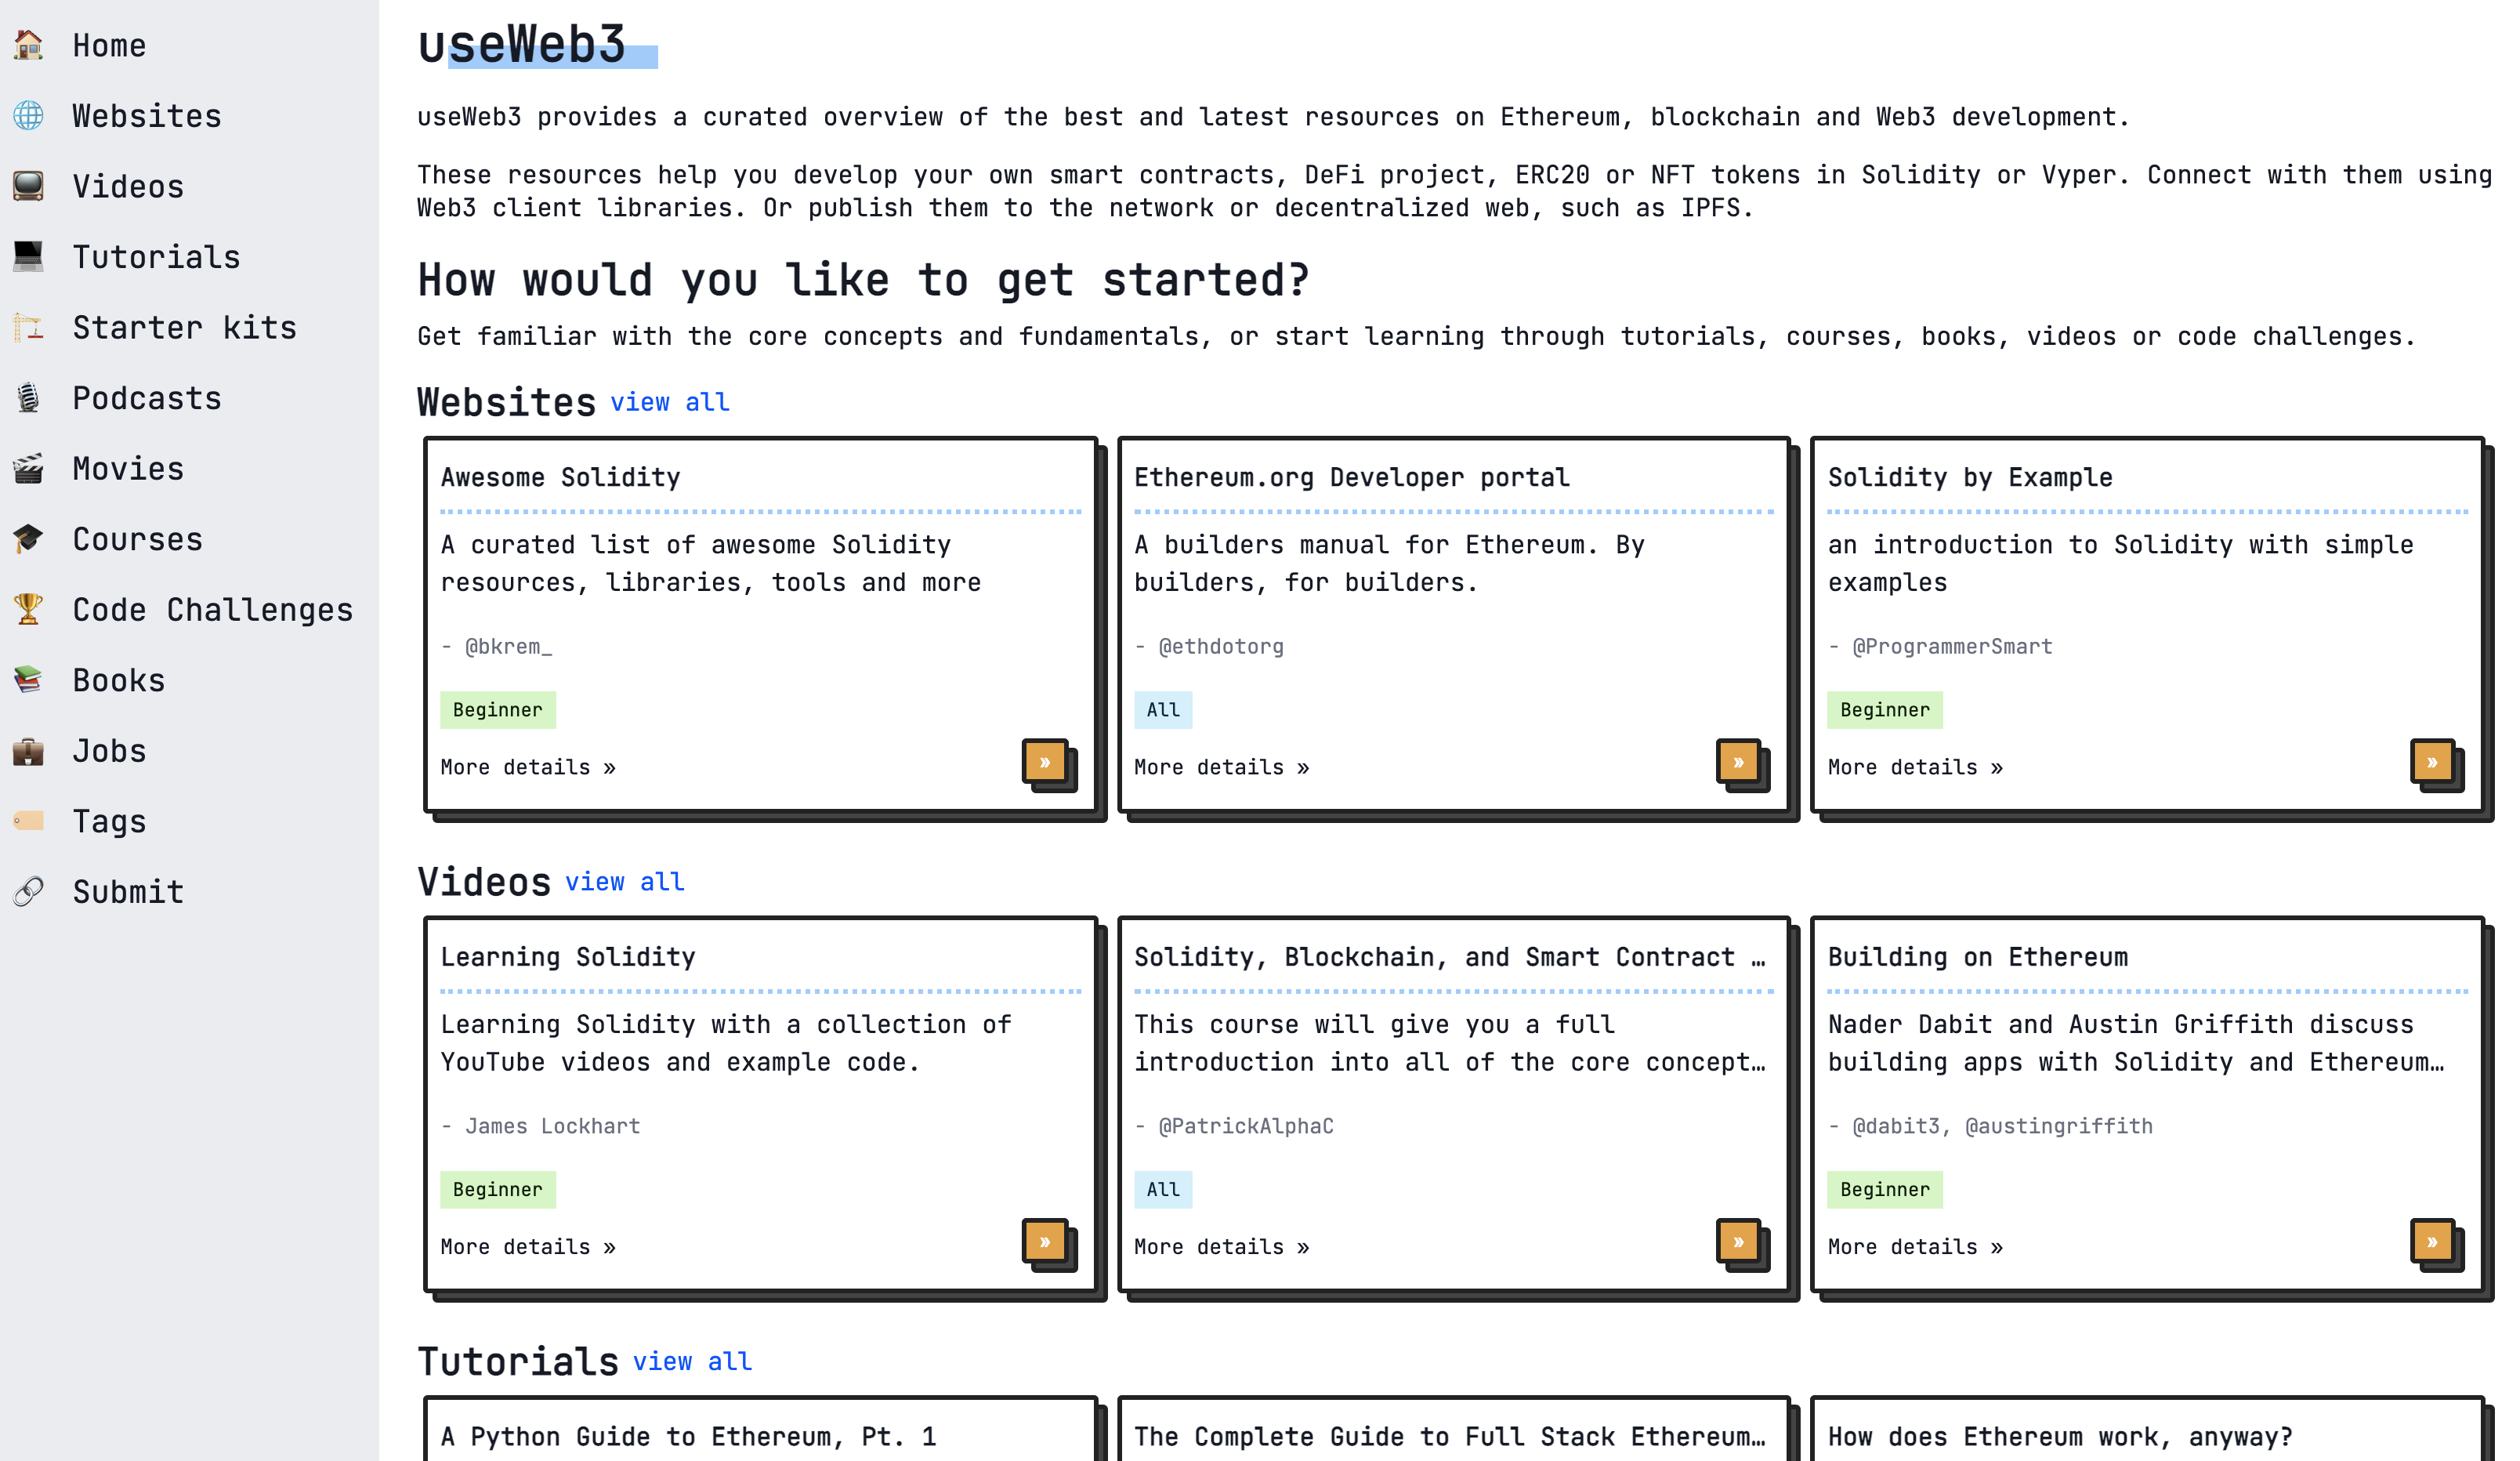 Home
Websites
Videos
Tutorials
Starter kits
Podcasts
Movies
Courses
Code Challenges
Books
Jobs
Tags
Submit
useWeb3
useWeb3 provides a curated overview of the best and latest resources on Ethereum, blockchain and Web3 development.
These resources help you develop your own smart contracts, DeFi project, ERC20 or NFT tokens in Solidity or Vyper. Connect with them using
Web3 client libraries. Or publish them to the network or decentralized web, such as IPFS.
How would you like to get started?
Get familiar with the core concepts and fundamentals, or start learning through tutorials, courses, books, videos or code challenges.
Websites view all
Awesome Solidity
A curated list of awesome Solidity
resources, libraries, tools and more
- @bkrem_
Beginner
More details »
»
Ethereum.org Developer portal
A builders manual for Ethereum. By
builders, for builders.
- @ethdotorg
All
More details »
»
Solidity by Example
an introduction to Solidity with simple
examples
- @ProgrammerSmart
Beginner
More details »
»
Videos view all
Learning Solidity
Learning Solidity with a collection of
YouTube videos and example code.
- James Lockhart
Beginner
More details »
»
Solidity, Blockchain, and Smart Contract …
This course will give you a full
introduction into all of the core concept…
- @PatrickAlphaC
All
More details »
»
Building on Ethereum
Nader Dabit and Austin Griffith discuss
building apps with Solidity and Ethereum…
- @dabit3, @austingriffith
Beginner
More details »
»
Tutorials view all
A Python Guide to Ethereum, Pt. 1
The Complete Guide to Full Stack Ethereum…
How does Ethereum work, anyway?